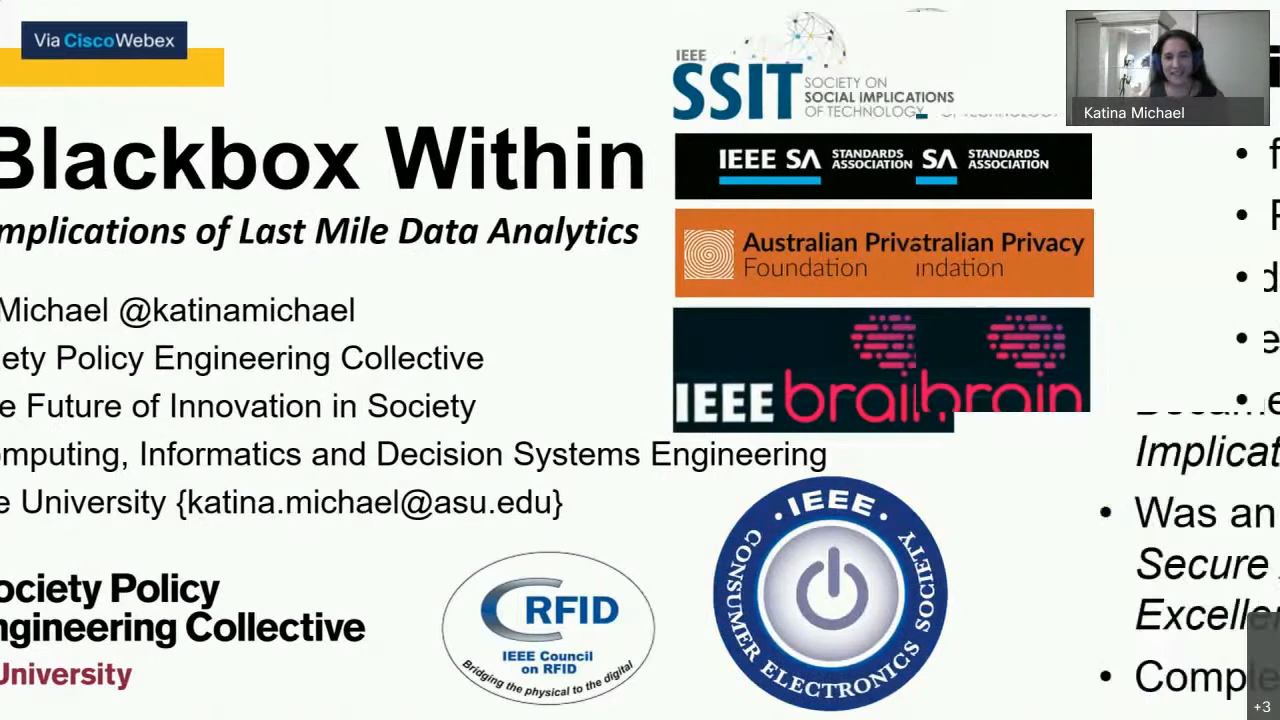 Via CiscoWebex
Blackbox Within
mplications of Last Mile Data Analytics
Michael @katinamichael
iety Policy Engineering Collective
e Future of Innovation in Society
omputing, Informatics and Decision Systems Engineering
e University {katina.michael@asu.edu}
ociety Policy
ngineering Collective
University
RFID
IEEE Council
on RFID
Bridging the physical to the digital
IEEE
SSIT
SOCIETY ON
SOCIAL IMPLICATIONS
OF TECHNOLOGY
IEEE SA STANDARDS ASSOCIATION SA STANDARDS ASSOCIATION
Australian Privatralian Privacy
Foundation indation
IEEE braibrain
IEEE
CONSUMER ELECTRONICS SOCIETY
Katina Michael
• f
• F
• d
• e
•
Implicat
• Was an
Secure
Excelle
• Comple
+3